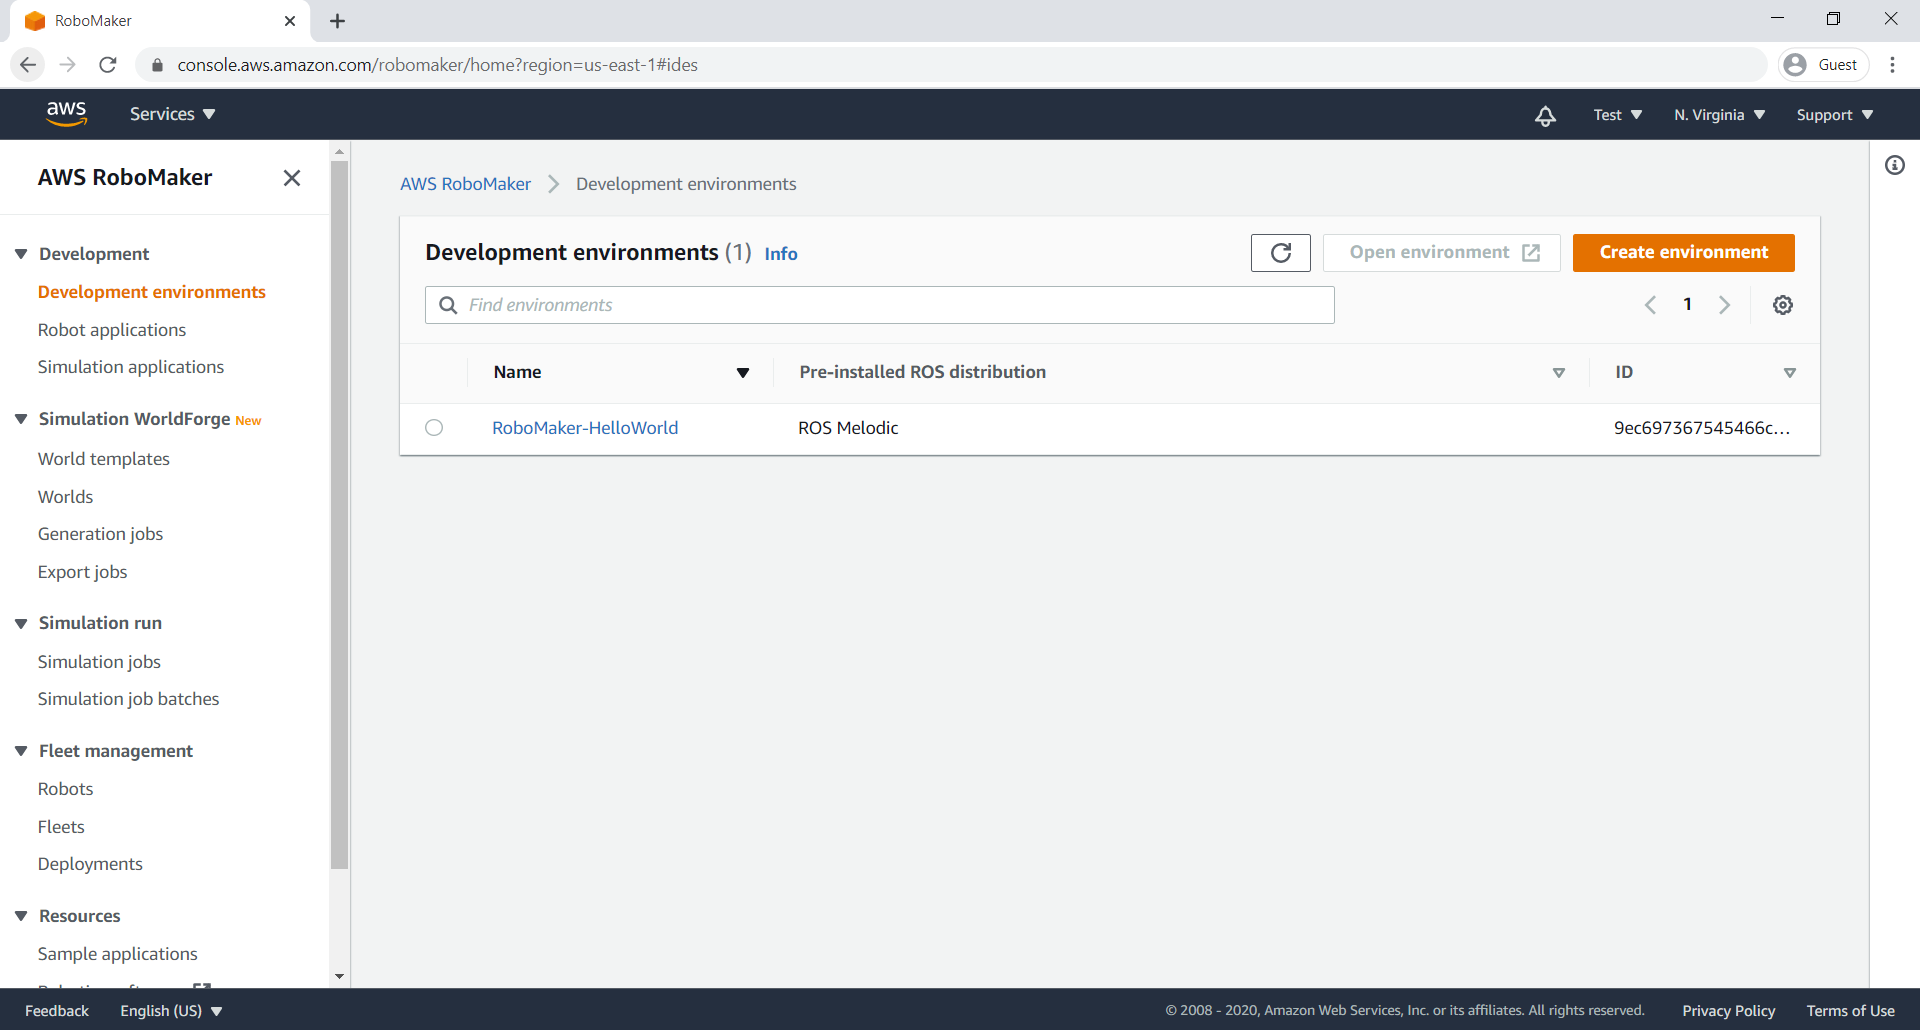 RoboMaker
console.aws.amazon.com/robomaker/home?region=us-east-1#ides
Guest
aws
Services
Test
N. Virginia
Support
AWS RoboMaker
Development
Development environments
Robot applications
Simulation applications
Simulation WorldForge New
World templates
Worlds
Generation jobs
Export jobs
Simulation run
Simulation jobs
Simulation job batches
Fleet management
Robots
Fleets
Deployments
Resources
Sample applications
AWS RoboMaker > Development environments
Development environments (1) Info
Open environment
Create environment
Find environments
1
Name
Pre-installed ROS distribution
ID
RoboMaker-HelloWorld
ROS Melodic
9ec697367545466c...
Feedback
English (US)
© 2008 - 2020, Amazon Web Services, Inc. or its affiliates. All rights reserved.
Privacy Policy
Terms of Use